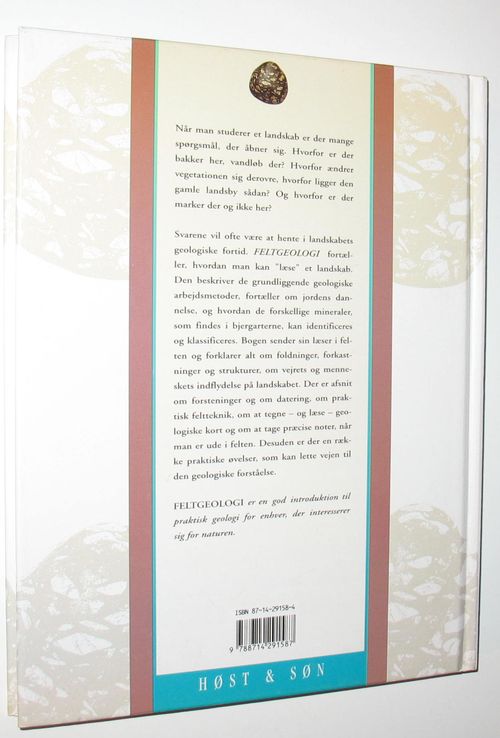 Når man studerer et landskab er der mange
spørgsmål, der åbner sig. Hvorfor er der
bakker her, vandløb der? Hvorfor ændrer
vegetationen sig derovre, hvorfor ligger den
gamle landsby sådan? Og hvorfor er der
marker der og ikke her?
Svarene vil ofte være at hente i landskabets
geologiske fortid. FELTGEOLOGI fortæl-
ler, hvordan man kan "læse" et landskab.
Den beskriver de grundliggende geologiske
arbejdsmetoder, fortæller om jordens dan-
nelse, og hvordan de forskellige mineraler,
som findes i bjergarterne, kan identificeres
og klassificeres. Bogen sender sin læser i fel-
ten og forklarer alt om foldninger, forkast-
ninger og strukturer, om vejrets og menne-
skets indflydelse på landskabet. Der er afsnit
om forsteninger og om datering, om prak-
tisk feltteknik, om at tegne – og læse – geo-
logiske kort og om at tage præcise noter, når
man er ude i felten. Desuden er der en ræk-
ke praktiske øvelser, som kan lette vejen til
den geologiske forståelse.
FELTGEOLOGI er en god introduktion til
praktisk geologi for enhver, der interesserer
sig for naturen.
ISBN 87-14-29158-4
9 788714 291587
HØST & SØN